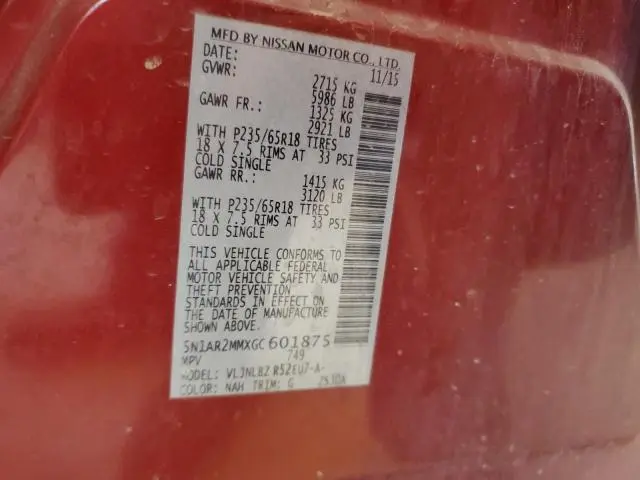 MFD BY NISSAN MOTOR CO., LTD.
DATE: 11/15
GVWR: 2715 KG
5986 LB
GAWR FR.: 1325 KG
2921 LB
WITH P235/65R18 TIRES
18 X 7.5 RIMS AT 33 PSI
COLD SINGLE
GAWR RR.: 1415 KG
3120 LB
WITH P235/65R18 TIRES
18 X 7.5 RIMS AT 33 PSI
COLD SINGLE
THIS VEHICLE CONFORMS TO
ALL APPLICABLE FEDERAL
MOTOR VEHICLE SAFETY AND
THEFT PREVENTION
STANDARDS IN EFFECT ON
THE DATE OF MANUFACTURE
SHOWN ABOVE.
5N1AR2MMXGC601875
MPV 749
MODEL:
COLOR: NAH TRIM: G